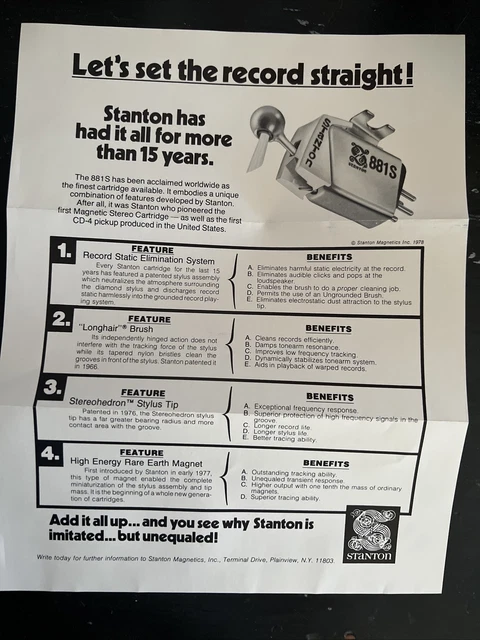 Let's set the record straight!
Stanton has
had it all for more
than 15 years.
The 881S has been acclaimed worldwide as
the finest cartridge available. It embodies a unique
combination of features developed by Stanton.
After all, it was Stanton who pioneered the
first Magnetic Stereo Cartridge — as well as the first
CD-4 pickup produced in the United States.
STANTON
STANTON
881S
© Stanton Magnetics Inc. 1978
1.
FEATURE
Record Static Elimination System
Every Stanton cartridge for the last 15
years has featured a patented stylus assembly
which neutralizes the atmosphere surrounding
the diamond stylus and discharges record
static harmlessly into the grounded record play-
ing system.
BENEFITS
A. Eliminates harmful static electricity at the record.
B. Eliminates audible clicks and pops at the
loudspeaker.
C. Enables the brush to do a proper cleaning job.
D. Permits the use of an Ungrounded Brush.
E. Eliminates electrostatic dust attraction to the stylus
tip.
2.
FEATURE
"Longhair"® Brush
Its independently hinged action does not
interfere with the tracking force of the stylus
while its tapered nylon bristles clean the
grooves in front of the stylus. Stanton patented it
in 1966.
BENEFITS
A. Cleans records efficiently.
B. Damps tonearm resonance.
C. Improves low frequency tracking
D. Dynamically stabilizes tonearm system.
E. Aids in playback of warped records.
3.
FEATURE
Stereohedron™ Stylus Tip
Patented in 1976, the Stereohedron stylus
tip has a far greater bearing radius and more
contact area with the groove.
BENEFITS
A. Exceptional frequency response.
B. Superior protection of high frequency signals in the
groove.
C. Longer record life.
D. Longer stylus life.
E. Better tracing ability.
4.
FEATURE
High Energy Rare Earth Magnet
First introduced by Stanton in early 1977,
this type of magnet enabled the complete
miniaturization of the stylus assembly and tip
mass. It is the beginning of a whole new genera-
tion of cartridges.
BENEFITS
A. Outstanding tracking ability.
B. Unequaled transient response.
C. Higher output with one tenth the mass of ordinary
magnets.
D. Superior tracing ability.
Add it all up...and you see why Stanton is
imitated...but unequaled!
STANTON
Write today for further information to Stanton Magnetics, Inc., Terminal Drive, Plainview, N.Y. 11803.